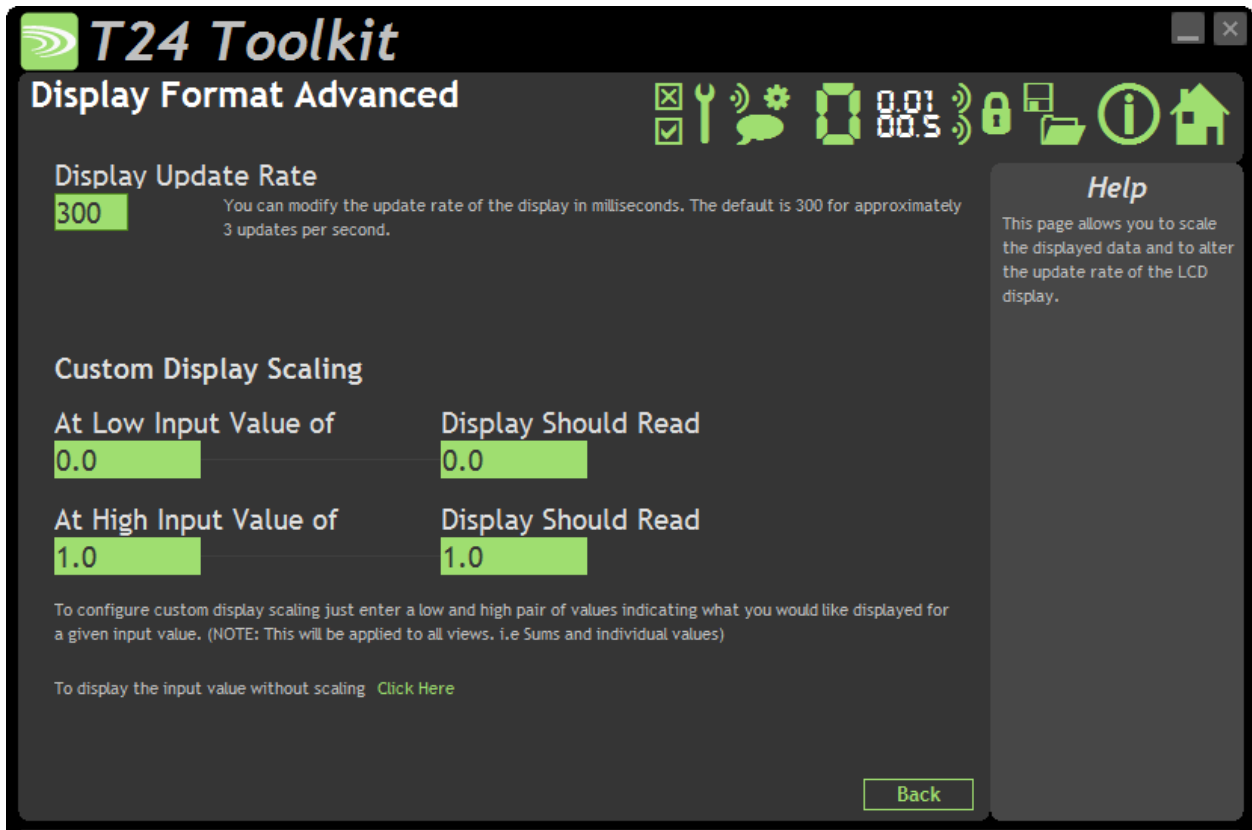 T24 Toolkit
Display Format Advanced
0.01
00.5
Display Update Rate
300
You can modify the update rate of the display in milliseconds. The default is 300 for approximately
3 updates per second.
Custom Display Scaling
At Low Input Value of
Display Should Read
0.0
0.0
At High Input Value of
Display Should Read
1.0
1.0
To configure custom display scaling just enter a low and high pair of values indicating what you would like displayed for
a given input value. (NOTE: This will be applied to all views. i.e Sums and individual values)
To display the input value without scaling Click Here
Back
Help
This page allows you to scale
the displayed data and to alter
the update rate of the LCD
display.